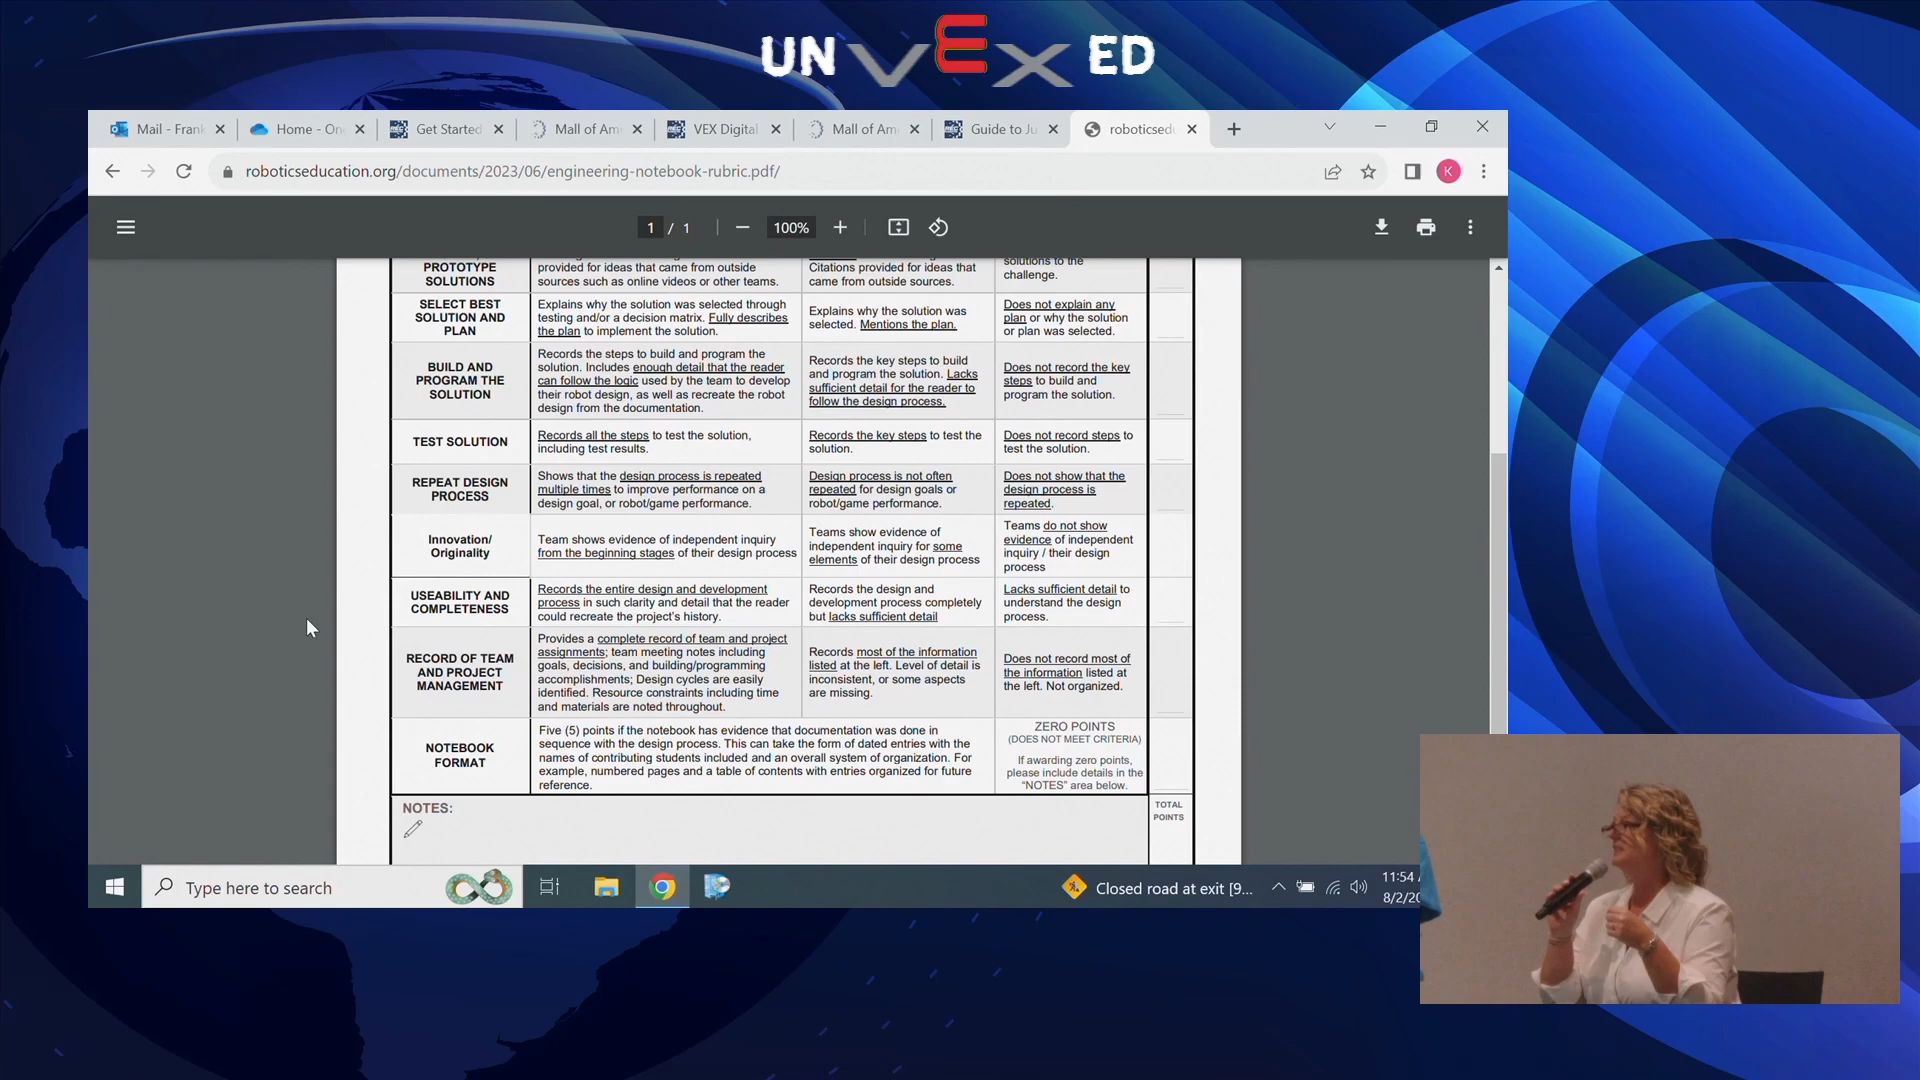 UN VEX ED
Mail - Frank
Home - On
Get Started
Mall of Am
VEX Digital
Mall of Am
Guide to Ju
roboticsed
roboticseducation.org/documents/2023/06/engineering-notebook-rubric.pdf/
K
1 / 1
100%
PROTOTYPE
SOLUTIONS
provided for ideas that came from outside
sources such as online videos or other teams.
Citations provided for ideas that
came from outside sources.
solutions to the
challenge.
SELECT BEST
SOLUTION AND
PLAN
Explains why the solution was selected through
testing and/or a decision matrix. Fully describes
the plan to implement the solution.
Explains why the solution was
selected. Mentions the plan.
Does not explain any
plan or why the solution
or plan was selected.
BUILD AND
PROGRAM THE
SOLUTION
Records the steps to build and program the
solution. Includes enough detail that the reader
can follow the logic used by the team to develop
their robot design, as well as recreate the robot
design from the documentation.
Records the key steps to build
and program the solution. Lacks
sufficient detail for the reader to
follow the design process.
Does not record the key
steps to build and
program the solution.
TEST SOLUTION
Records all the steps to test the solution,
including test results.
Records the key steps to test the
solution.
Does not record steps to
test the solution.
REPEAT DESIGN
PROCESS
Shows that the design process is repeated
multiple times to improve performance on a
design goal, or robot/game performance.
Design process is not often
repeated for design goals or
robot/game performance.
Does not show that the
design process is
repeated.
Innovation/
Originality
Team shows evidence of independent inquiry
from the beginning stages of their design process
Teams show evidence of
independent inquiry for some
elements of their design process
Teams do not show
evidence of independent
inquiry / their design
process
USEABILITY AND
COMPLETENESS
Records the entire design and development
process in such clarity and detail that the reader
could recreate the project's history.
Records the design and
development process completely
but lacks sufficient detail
Lacks sufficient detail to
understand the design
process.
RECORD OF TEAM
AND PROJECT
MANAGEMENT
Provides a complete record of team and project
assignments; team meeting notes including
goals, decisions, and building/programming
accomplishments; Design cycles are easily
identified. Resource constraints including time
and materials are noted throughout.
Records most of the information
listed at the left. Level of detail is
inconsistent, or some aspects
are missing.
Does not record most of
the information listed at
the left. Not organized.
NOTEBOOK
FORMAT
Five (5) points if the notebook has evidence that documentation was done in
sequence with the design process. This can take the form of dated entries with the
names of contributing students included and an overall system of organization. For
example, numbered pages and a table of contents with entries organized for future
reference.
ZERO POINTS
(DOES NOT MEET CRITERIA)
If awarding zero points,
please include details in the
"NOTES" area below.
NOTES:
TOTAL
POINTS
Type here to search
Closed road at exit [9...
11:54
8/2/20